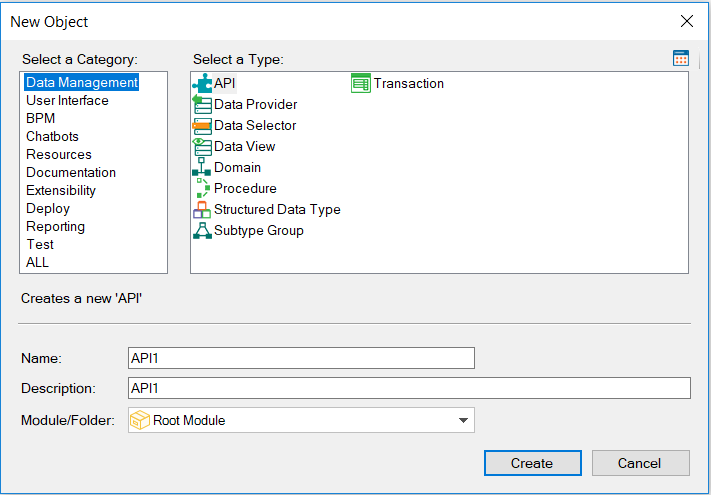 New Object
Select a Category:
Data Management
User Interface
BPM
Chatbots
Resources
Documentation
Extensibility
Deploy
Reporting
Test
ALL
Select a Type:
API
Data Provider
Data Selector
Data View
Domain
Procedure
Structured Data Type
Subtype Group
Transaction
Creates a new 'API'
Name: API1
Description: API1
Module/Folder: Root Module
Create Cancel